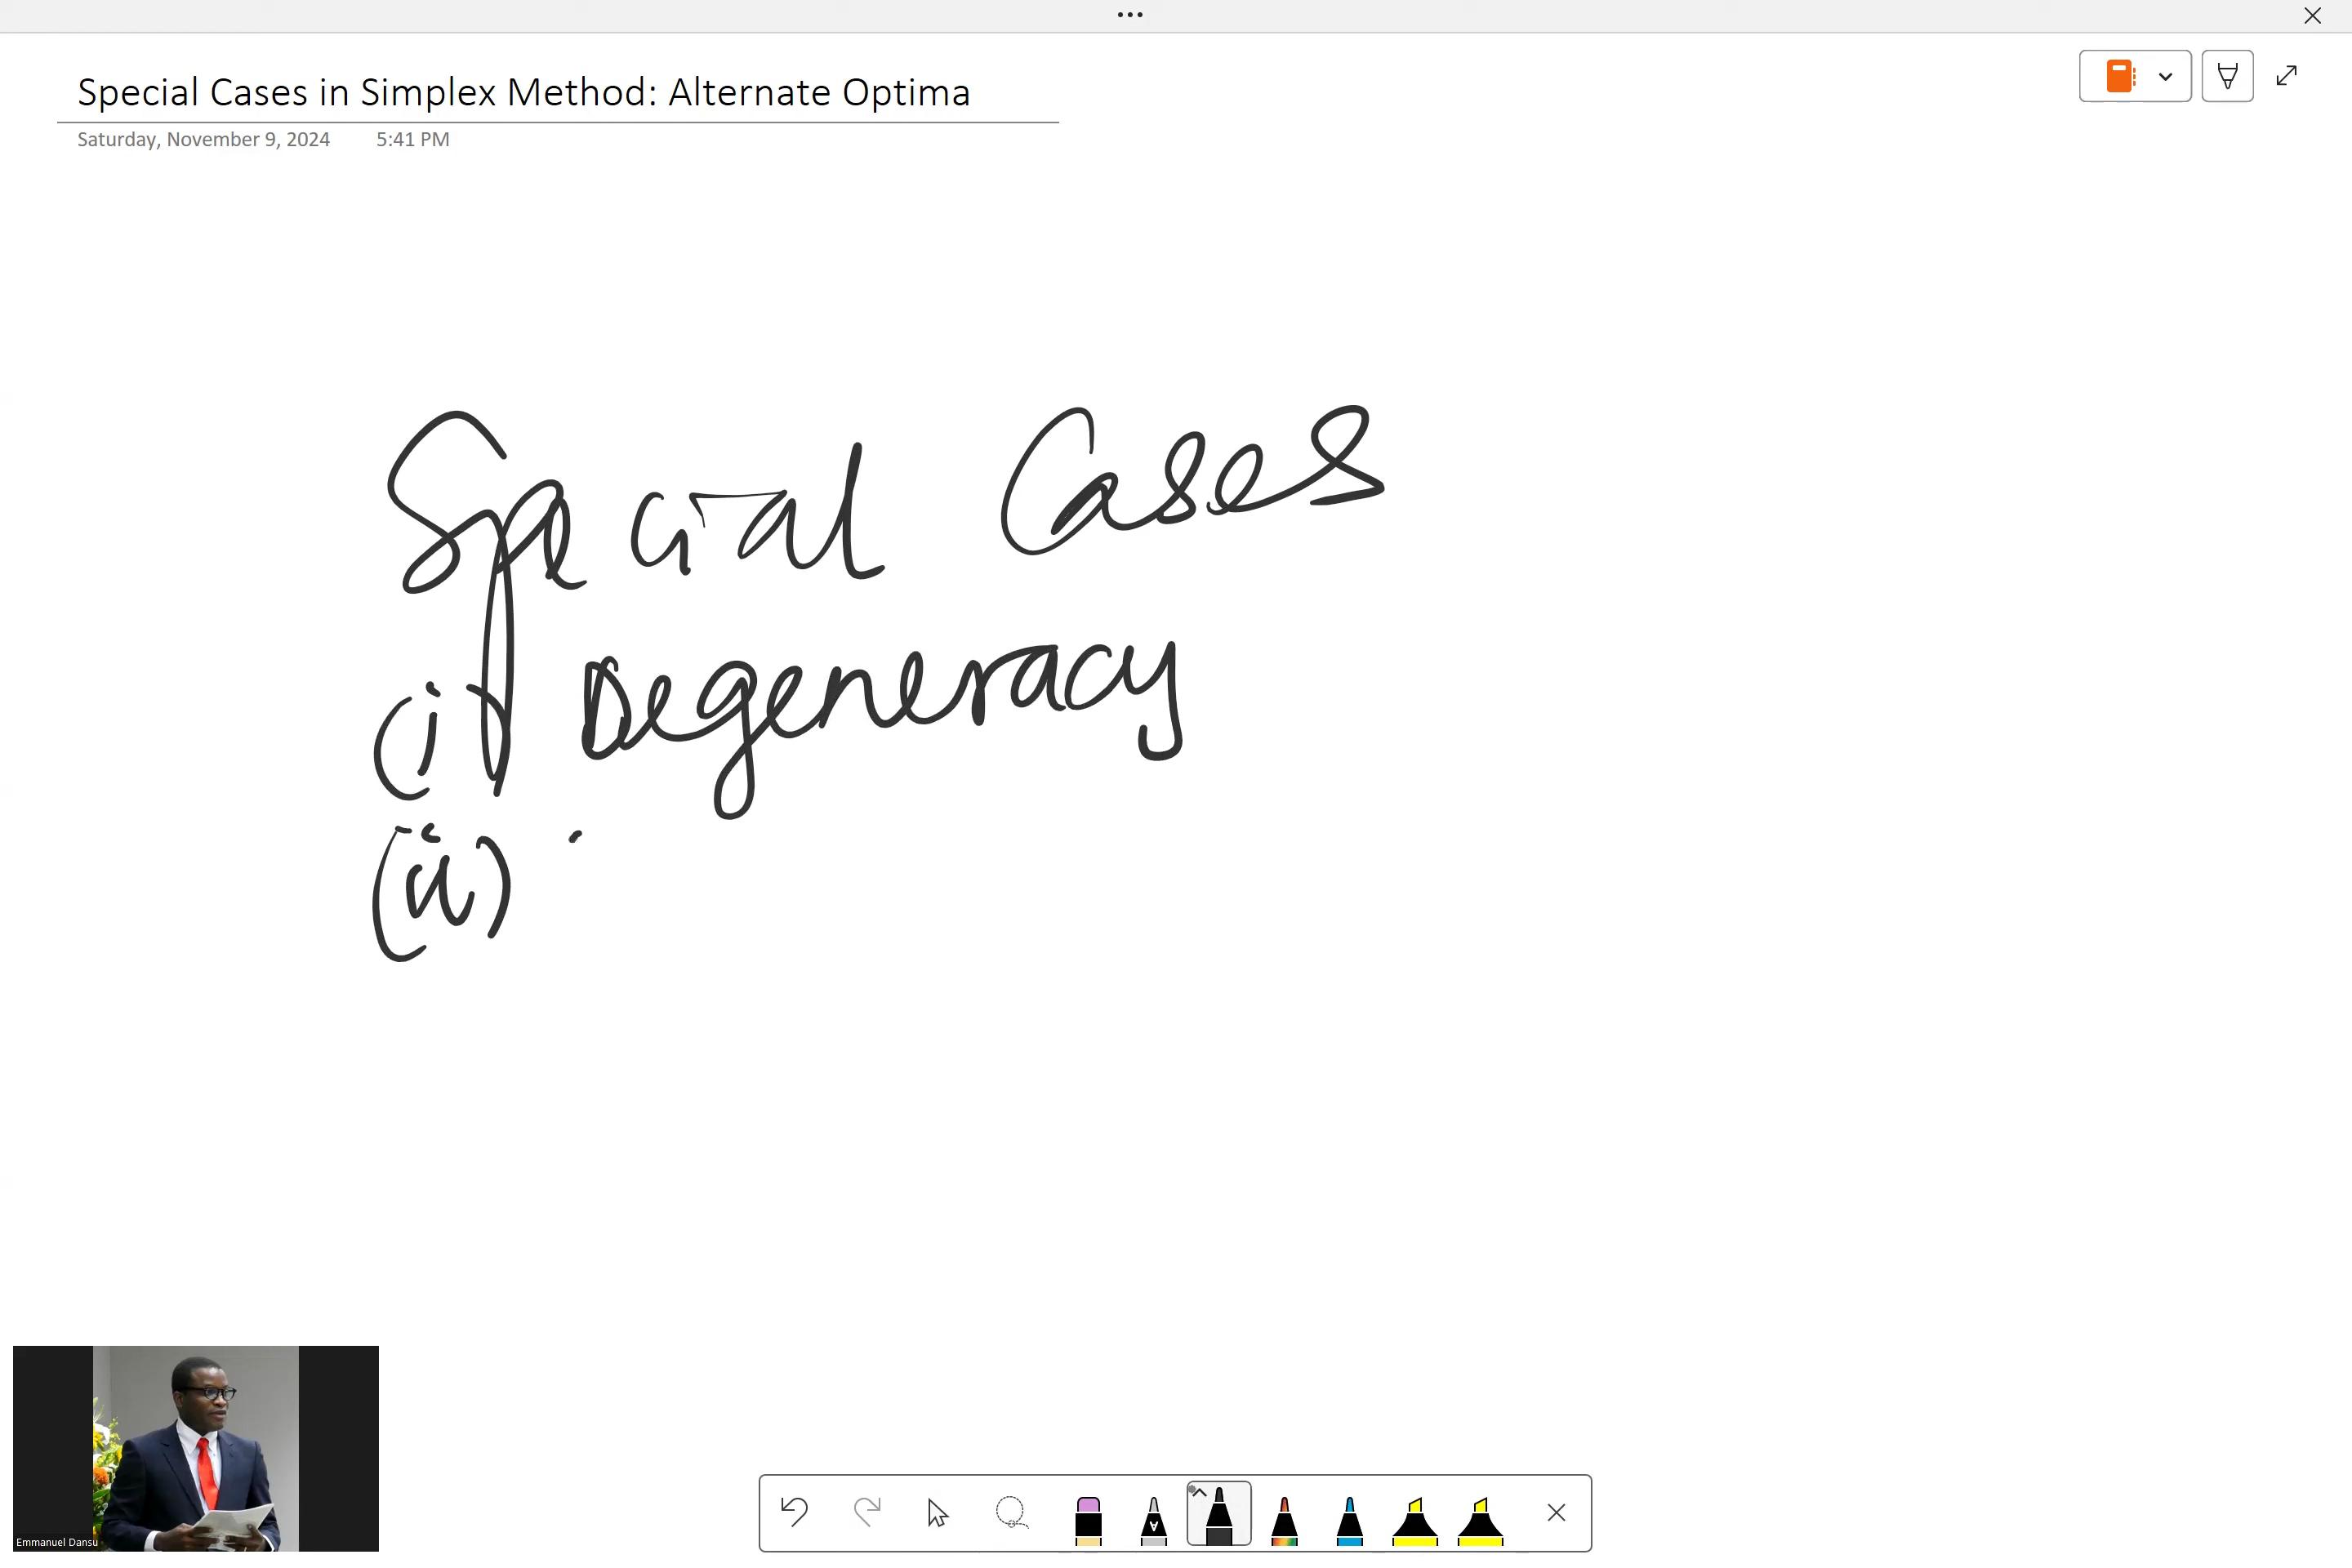 Special Cases in Simplex Method: Alternate Optima
Saturday, November 9, 2024 5:41 PM
Special Cases
(i) Degeneracy
(ii)
Emmanuel Dansu